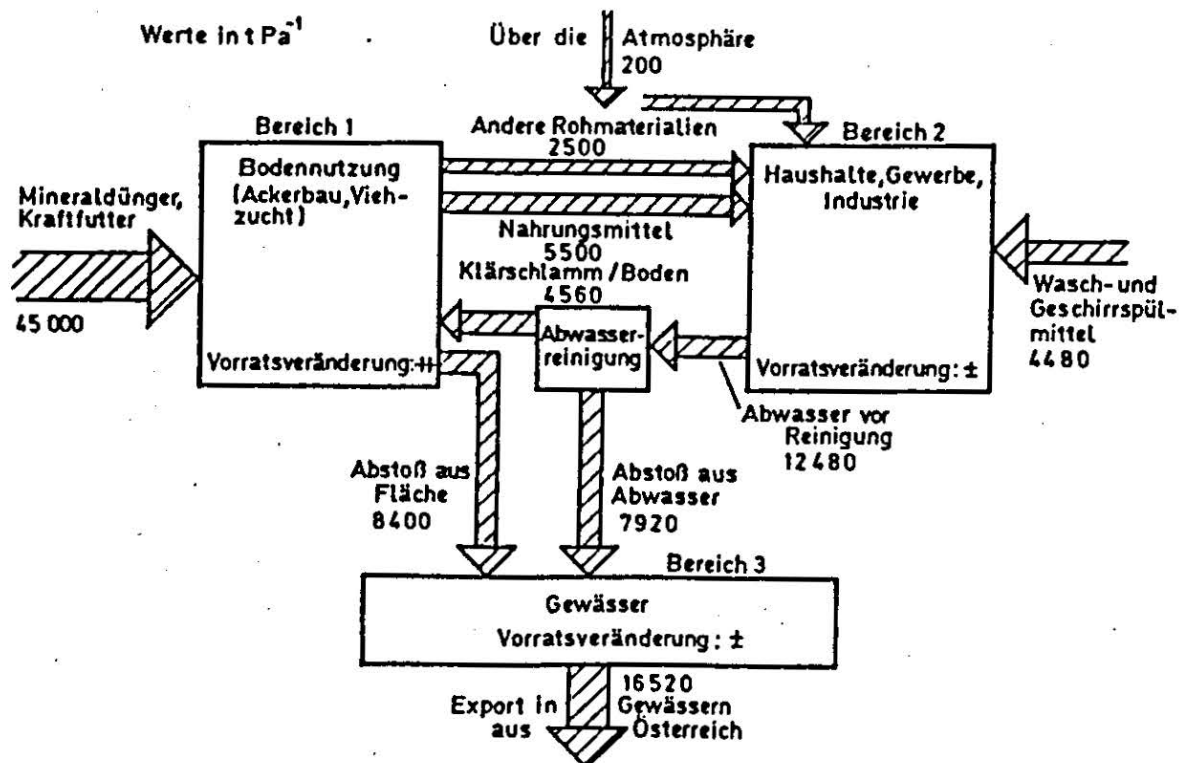 Werte in t Pa⁻¹
Über die Atmosphäre
200
Bereich 1
Andere Rohmaterialien
2500
Bereich 2
Bodennutzung
(Ackerbau, Vieh-
zucht)
Haushalte, Gewerbe,
Industrie
Mineraldünger,
Kraftfutter
45 000
Nahrungsmittel
5500
Klärschlamm / Boden
4560
Abwasser-
reinigung
Wasch- und
Geschirrspül-
mittel
4480
Vorratsveränderung: ++
Vorratsveränderung: ±
Abwasser vor
Reinigung
12 480
Abstoß aus
Fläche
8400
Abstoß aus
Abwasser
7920
Bereich 3
Gewässer
Vorratsveränderung: ±
16 520
Export in Gewässern
aus Österreich